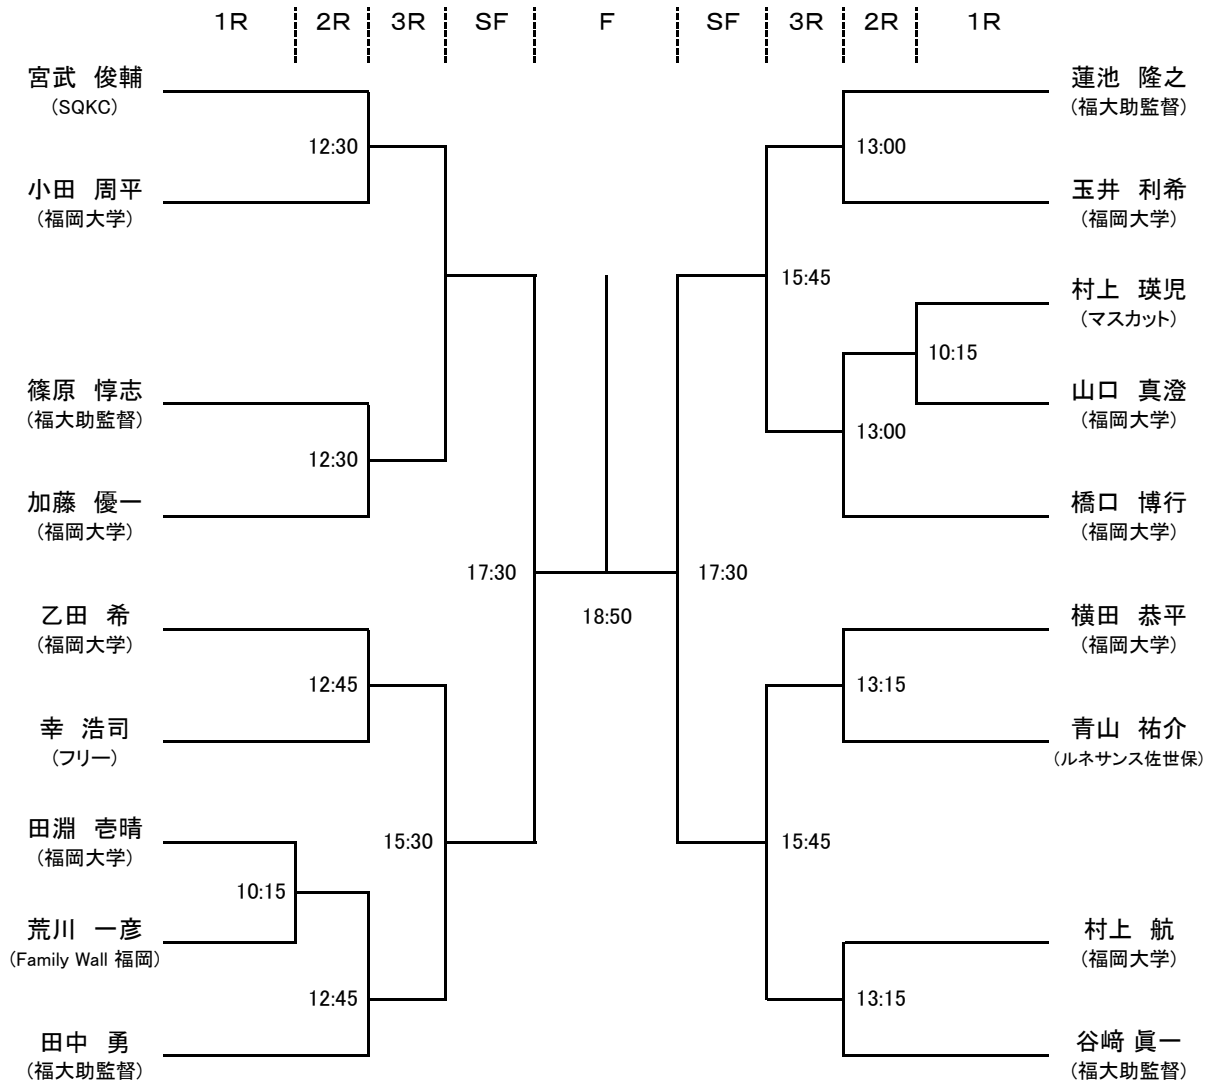 1R 2R 3R SF F SF 3R 2R 1R
宮武　俊輔
(SQKC)
12:30
小田　周平
(福岡大学)
篠原　惇志
(福大助監督)
12:30
加藤　優一
(福岡大学)
17:30
乙田　希
(福岡大学)
12:45
幸　浩司
(フリー)
田淵　壱晴
(福岡大学)
15:30
10:15
荒川　一彦
(Family Wall 福岡)
12:45
田中　勇
(福大助監督)
18:50
蓮池　隆之
(福大助監督)
13:00
玉井　利希
(福岡大学)
15:45
村上　瑛児
(マスカット)
10:15
山口　真澄
(福岡大学)
13:00
橋口　博行
(福岡大学)
17:30
横田　恭平
(福岡大学)
13:15
青山　祐介
(ルネサンス佐世保)
15:45
村上　航
(福岡大学)
13:15
谷﨑 眞一
(福大助監督)